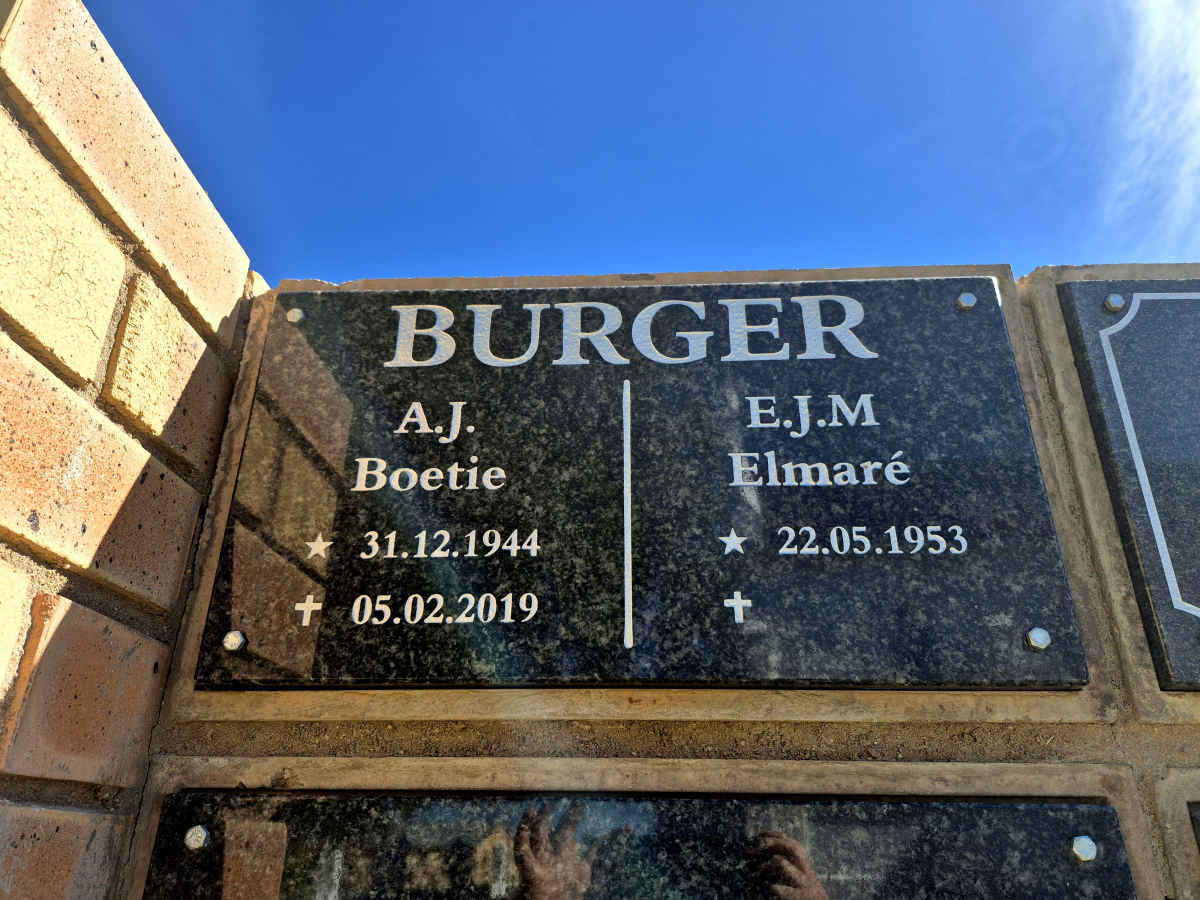 BURGER
A.J.
Boetie
★ 31.12.1944
✝ 05.02.2019
E.J.M
Elmaré
★ 22.05.1953
✝